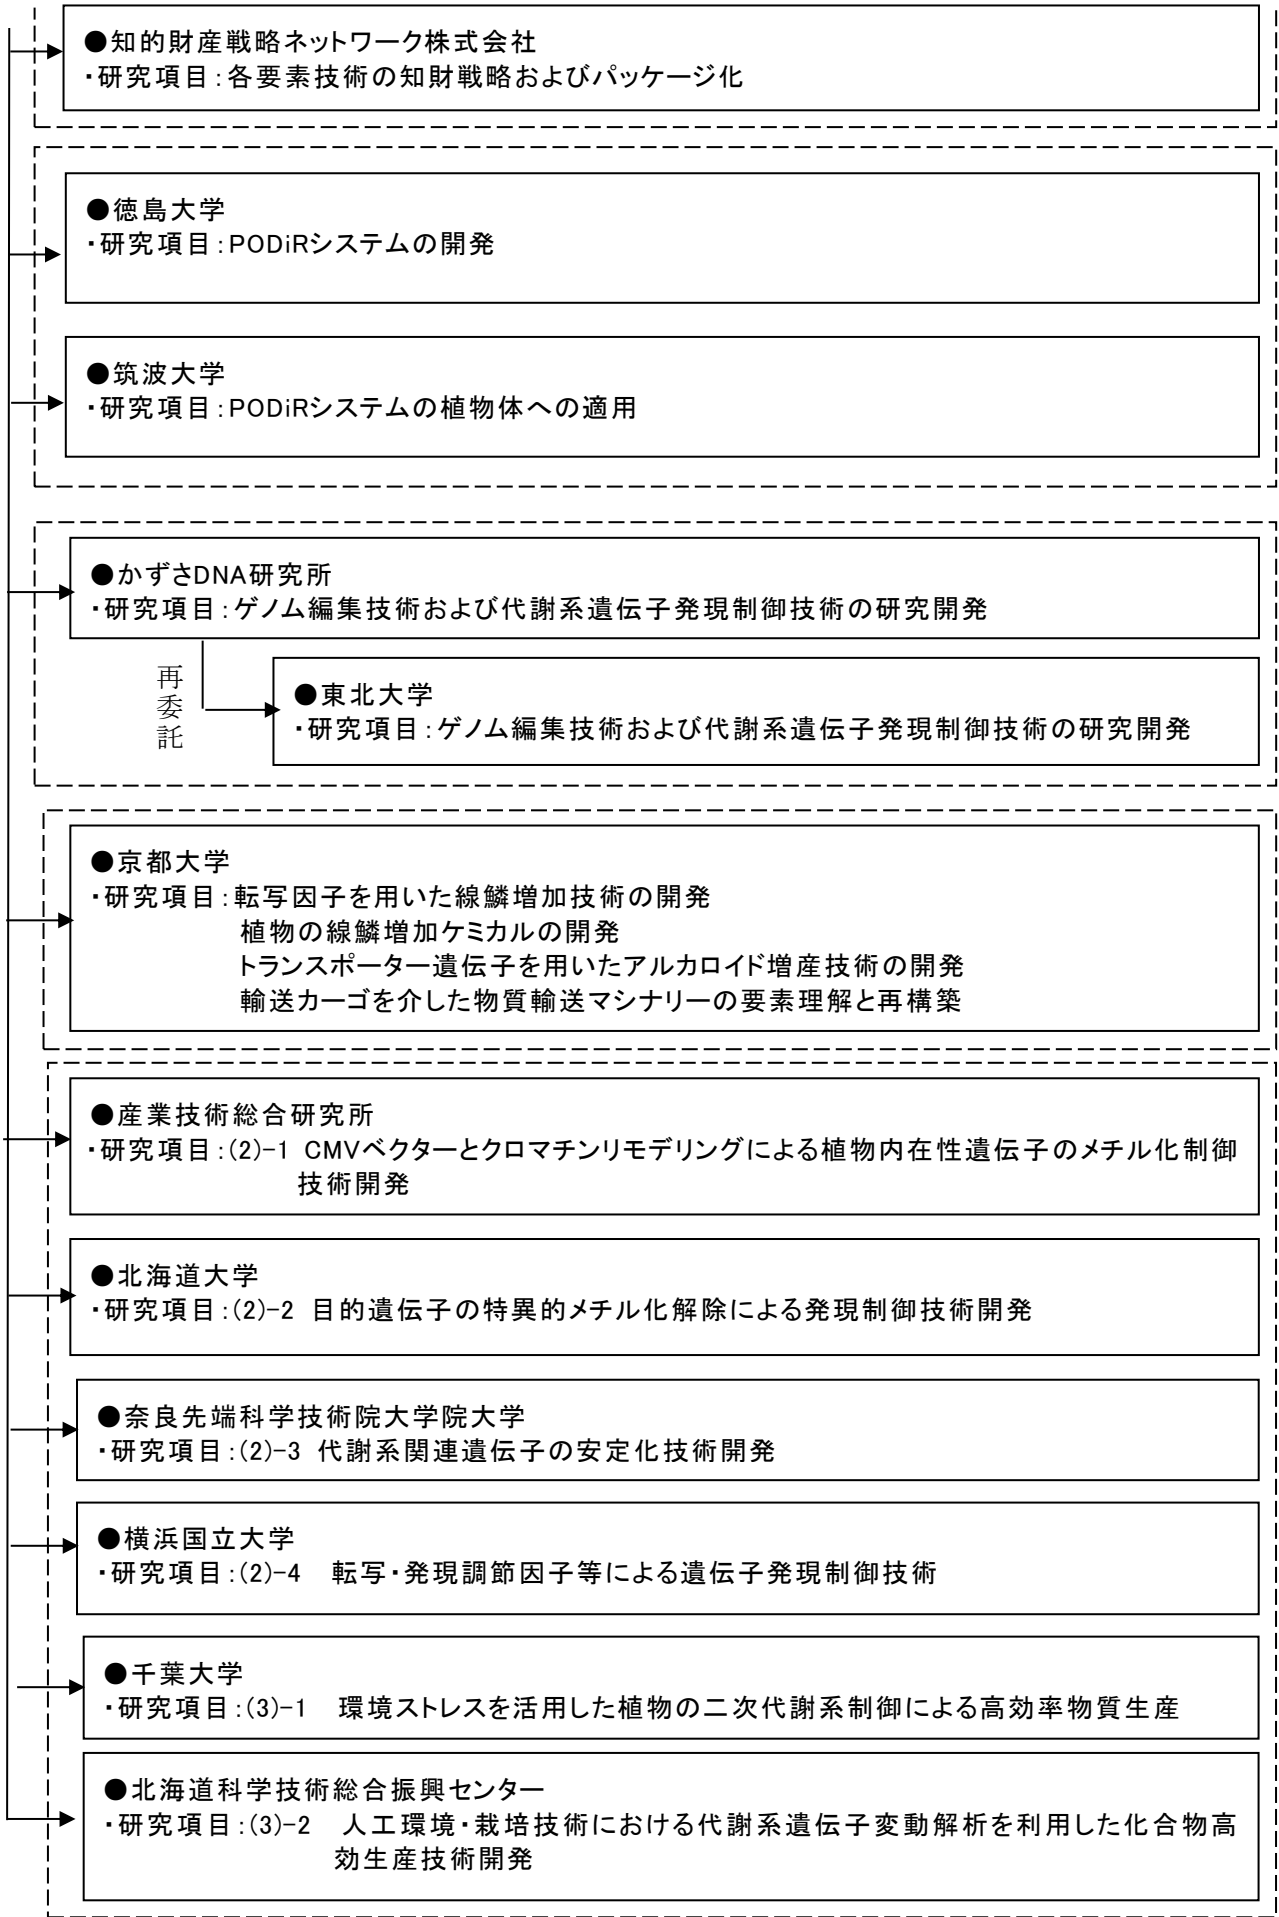 ●知的財産戦略ネットワーク株式会社
・研究項目：各要素技術の知財戦略およびパッケージ化
●徳島大学
・研究項目：PODiRシステムの開発
●筑波大学
・研究項目：PODiRシステムの植物体への適用
●かずさDNA研究所
・研究項目：ゲノム編集技術および代謝系遺伝子発現制御技術の研究開発
再委託
●東北大学
・研究項目：ゲノム編集技術および代謝系遺伝子発現制御技術の研究開発
●京都大学
・研究項目：転写因子を用いた線鱗増加技術の開発
植物の線鱗増加ケミカルの開発
トランスポーター遺伝子を用いたアルカロイド増産技術の開発
輸送カーゴを介した物質輸送マシナリーの要素理解と再構築
●産業技術総合研究所
・研究項目：(2)-1 CMVベクターとクロマチンリモデリングによる植物内在性遺伝子のメチル化制御
技術開発
●北海道大学
・研究項目：(2)-2 目的遺伝子の特異的メチル化解除による発現制御技術開発
●奈良先端科学技術院大学院大学
・研究項目：(2)-3 代謝系関連遺伝子の安定化技術開発
●横浜国立大学
・研究項目：(2)-4　転写・発現調節因子等による遺伝子発現制御技術
●千葉大学
・研究項目：(3)-1　環境ストレスを活用した植物の二次代謝系制御による高効率物質生産
●北海道科学技術総合振興センター
・研究項目：(3)-2　人工環境・栽培技術における代謝系遺伝子変動解析を利用した化合物高
効生産技術開発